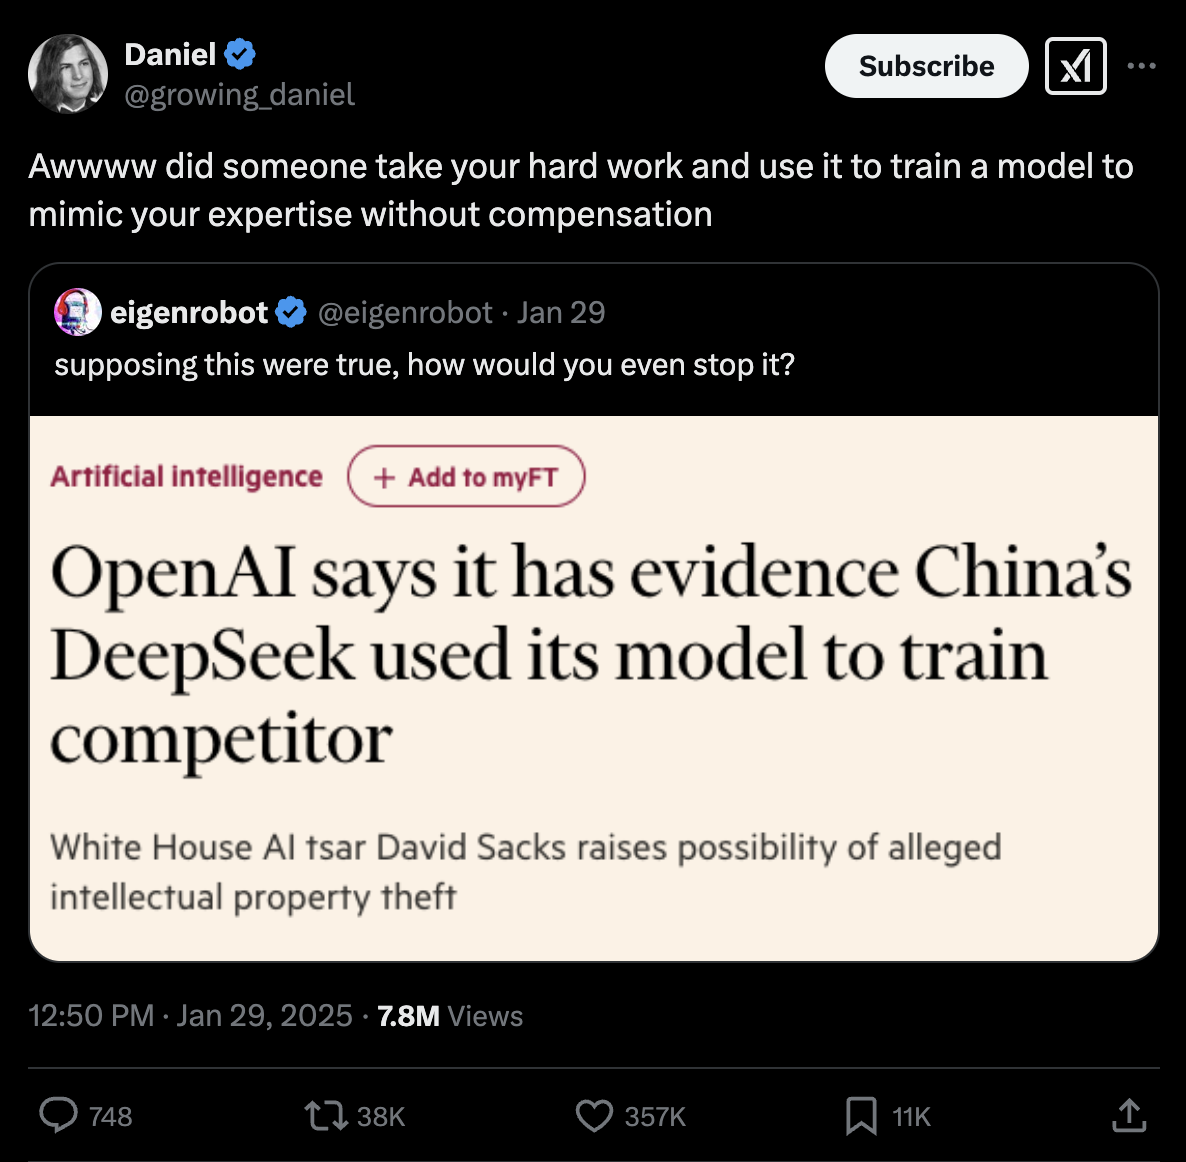 Daniel
Subscribe
@growing_daniel
Awwww did someone take your hard work and use it to train a model to
mimic your expertise without compensation
eigenrobot @eigenrobot · Jan 29
supposing this were true, how would you even stop it?
Artificial intelligence + Add to myFT
OpenAI says it has evidence China’s
DeepSeek used its model to train
competitor
White House AI tsar David Sacks raises possibility of alleged
intellectual property theft
12:50 PM · Jan 29, 2025 · 7.8M Views
748 38K 357K 11K